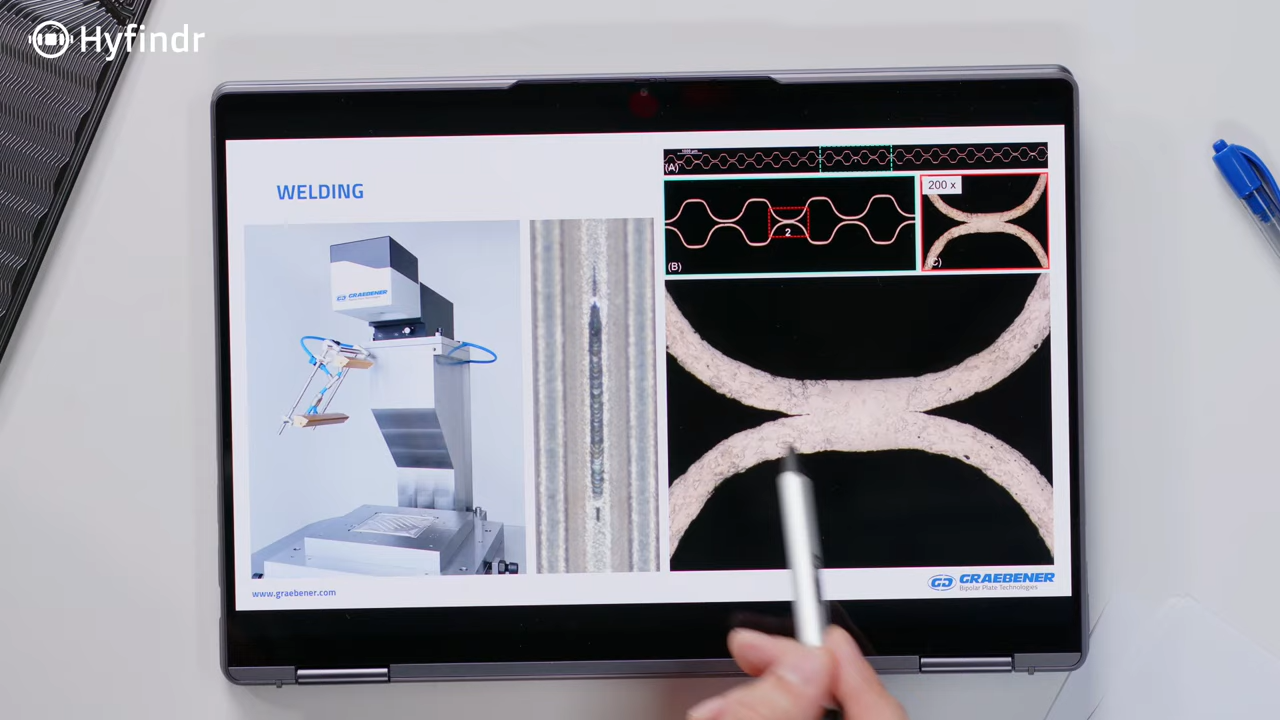 Hyfindr
WELDING
(A)
200 x
2
(B)
(C)
GRAEBENER
www.graebener.com
GRAEBENER
Bipolar Plate Technologies